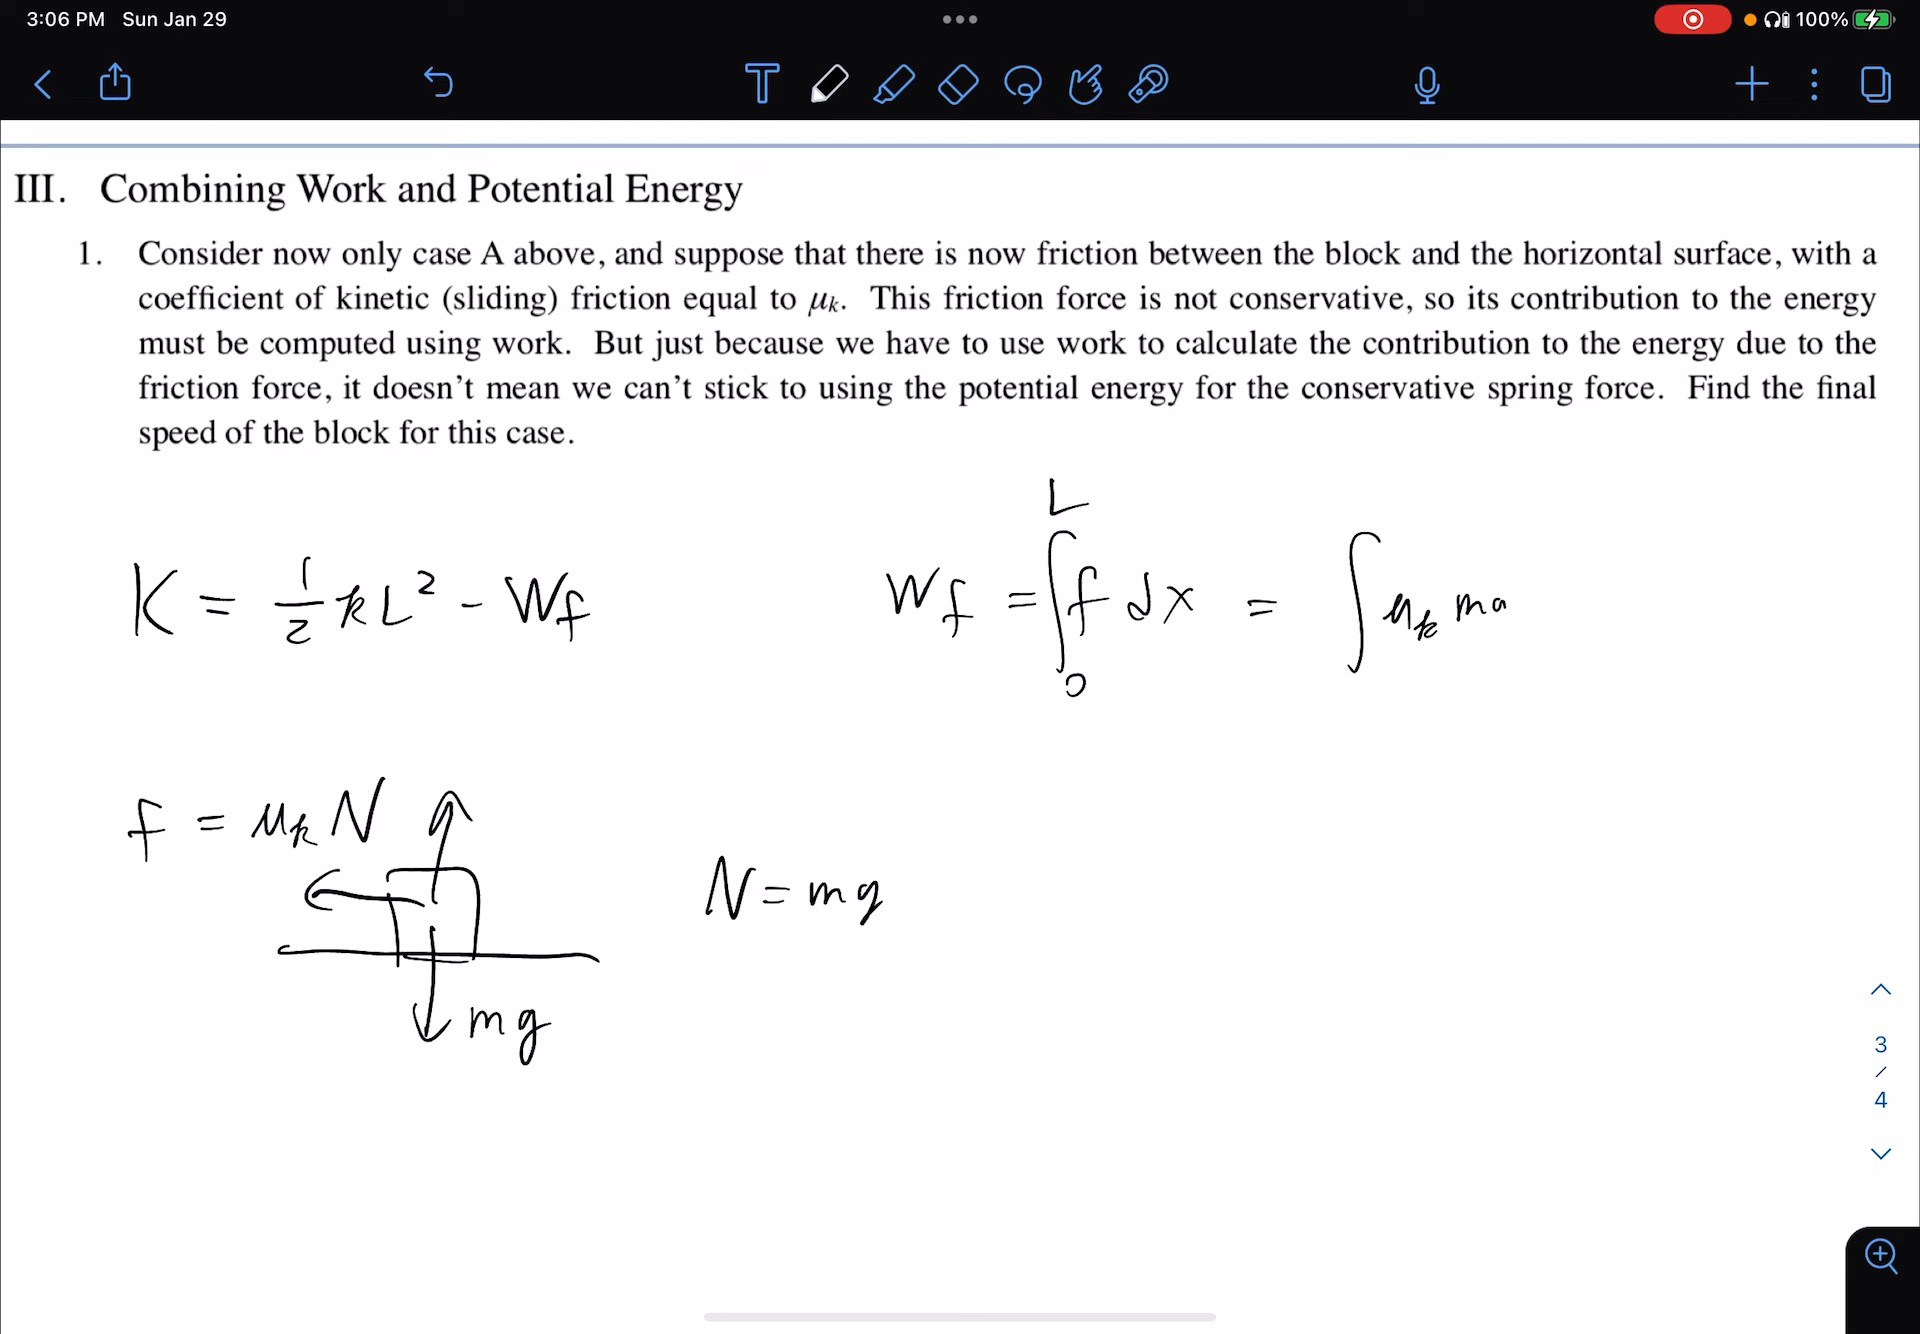 3:06 PM Sun Jan 29
100%
III. Combining Work and Potential Energy
1. Consider now only case A above, and suppose that there is now friction between the block and the horizontal surface, with a
coefficient of kinetic (sliding) friction equal to μk. This friction force is not conservative, so its contribution to the energy
must be computed using work. But just because we have to use work to calculate the contribution to the energy due to the
friction force, it doesn’t mean we can’t stick to using the potential energy for the conservative spring force. Find the final
speed of the block for this case.
K = 1/2 kL² - Wf
Wf = ∫₀ᴸ f dx = ∫ μk ma
f = μk N
N = mg
mg
3
/
4